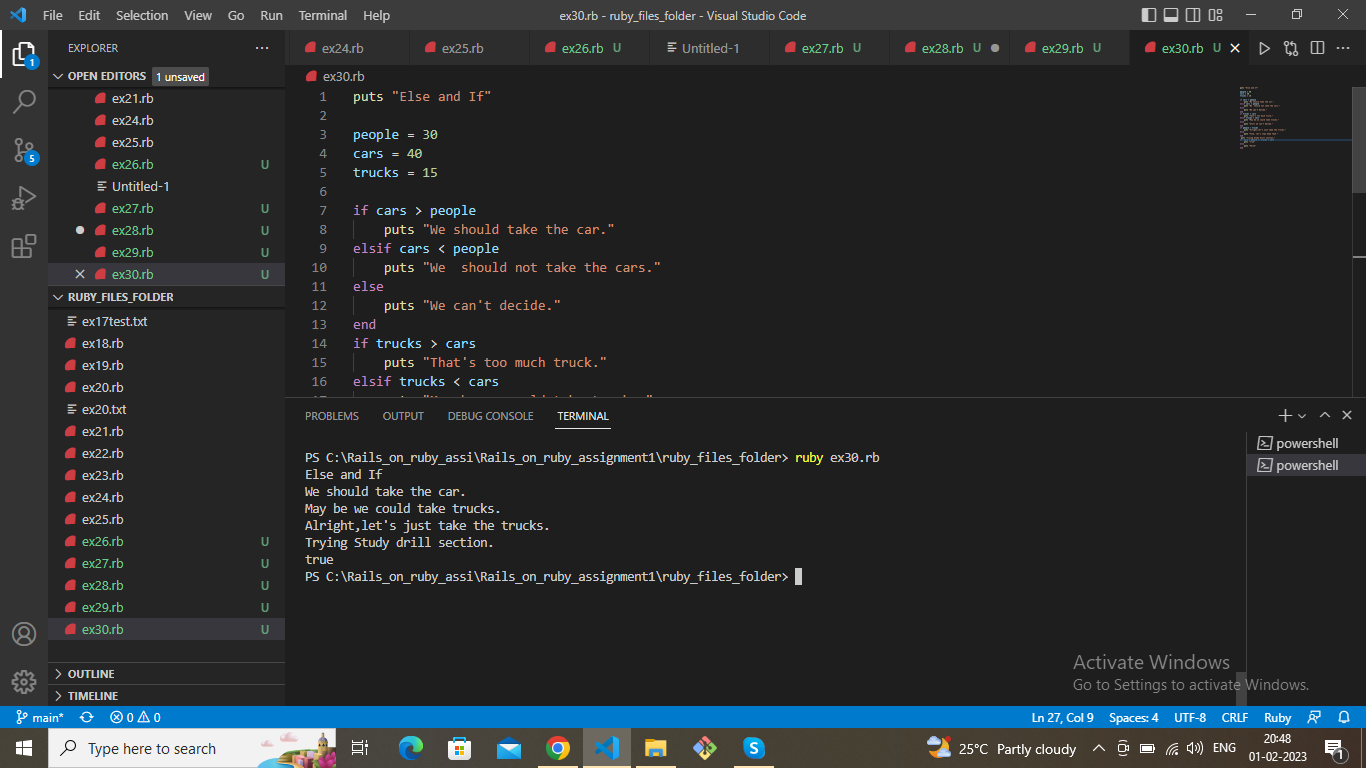 File Edit Selection View Go Run Terminal Help
ex30.rb - ruby_files_folder - Visual Studio Code
EXPLORER
OPEN EDITORS 1 unsaved
ex21.rb
ex24.rb
ex25.rb
ex26.rb U
Untitled-1
ex27.rb U
ex28.rb U
ex29.rb U
ex30.rb U
RUBY_FILES_FOLDER
ex17test.txt
ex18.rb
ex19.rb
ex20.rb
ex20.txt
ex21.rb
ex22.rb
ex23.rb
ex24.rb
ex25.rb
ex26.rb U
ex27.rb U
ex28.rb U
ex29.rb U
ex30.rb U
OUTLINE
TIMELINE
1
5
ex24.rb ex25.rb ex26.rb U Untitled-1 ex27.rb U ex28.rb U ex29.rb U ex30.rb U
ex30.rb
1 puts "Else and If"
2
3 people = 30
4 cars = 40
5 trucks = 15
6
7 if cars > people
8 puts "We should take the car."
9 elsif cars < people
10 puts "We  should not take the cars."
11 else
12 puts "We can't decide."
13 end
14 if trucks > cars
15 puts "That's too much truck."
16 elsif trucks < cars
PROBLEMS OUTPUT DEBUG CONSOLE TERMINAL
PS C:\Rails_on_ruby_assi\Rails_on_ruby_assignment1\ruby_files_folder> ruby ex30.rb
Else and If
We should take the car.
May be we could take trucks.
Alright,let's just take the trucks.
Trying Study drill section.
true
PS C:\Rails_on_ruby_assi\Rails_on_ruby_assignment1\ruby_files_folder>
powershell
powershell
Activate Windows
Go to Settings to activate Windows.
main* 0 0 Ln 27, Col 9 Spaces: 4 UTF-8 CRLF Ruby
Type here to search
25°C Partly cloudy ENG 20:48
01-02-2023
1